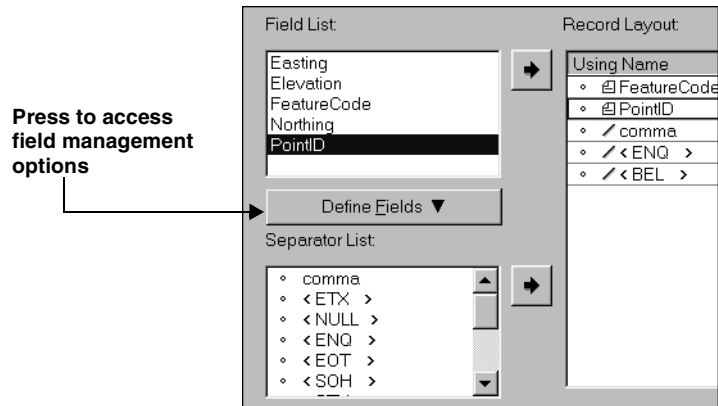 Field List:
Easting
Elevation
FeatureCode
Northing
PointID
Press to access
field management
options
Define Fields ▼
Separator List:
comma
<ETX >
<NULL >
<ENQ >
<EOT >
<SOH >
Record Layout:
Using Name
FeatureCode
PointID
comma
<ENQ >
<BEL >